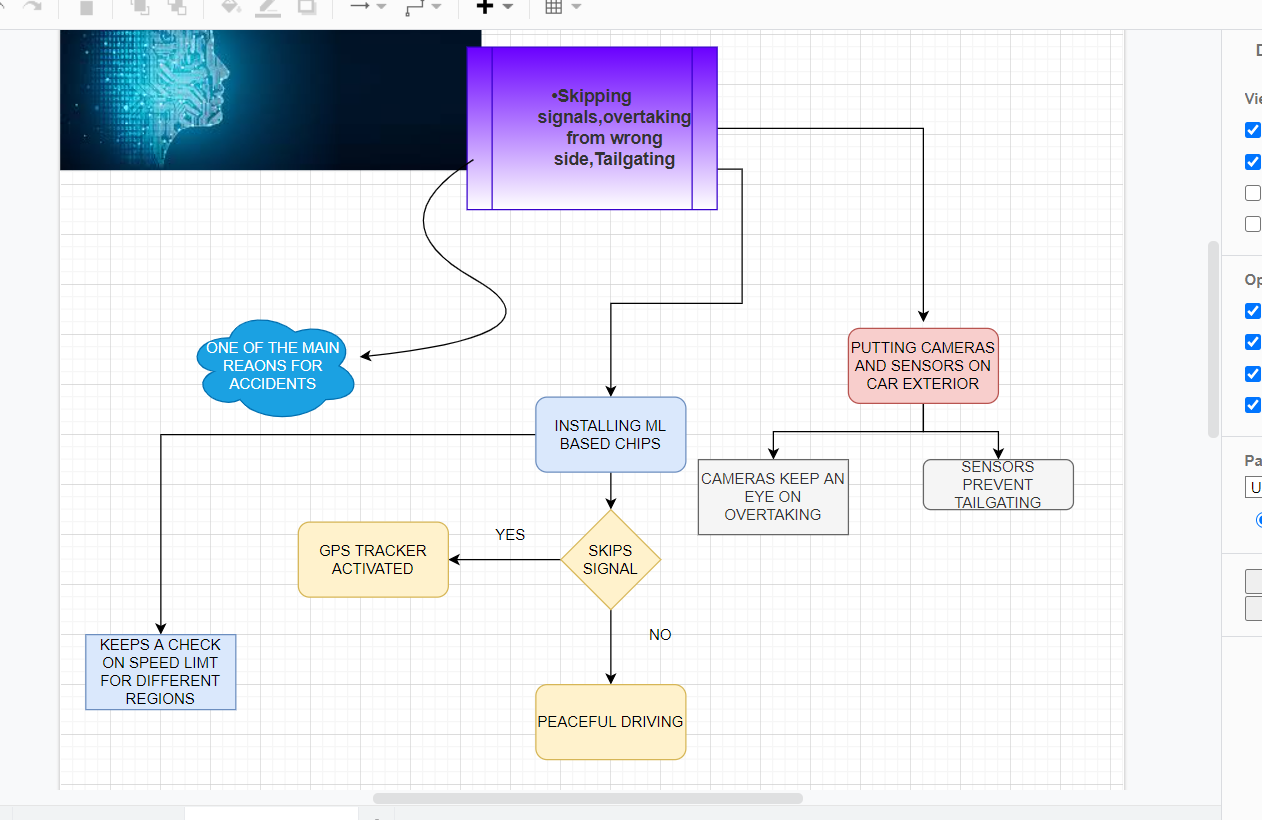 •Skipping
signals,overtaking
from wrong
side,Tailgating
ONE OF THE MAIN
REAONS FOR
ACCIDENTS
PUTTING CAMERAS
AND SENSORS ON
CAR EXTERIOR
INSTALLING ML
BASED CHIPS
CAMERAS KEEP AN
EYE ON
OVERTAKING
SENSORS
PREVENT
TAILGATING
YES
GPS TRACKER
ACTIVATED
SKIPS
SIGNAL
NO
KEEPS A CHECK
ON SPEED LIMT
FOR DIFFERENT
REGIONS
PEACEFUL DRIVING